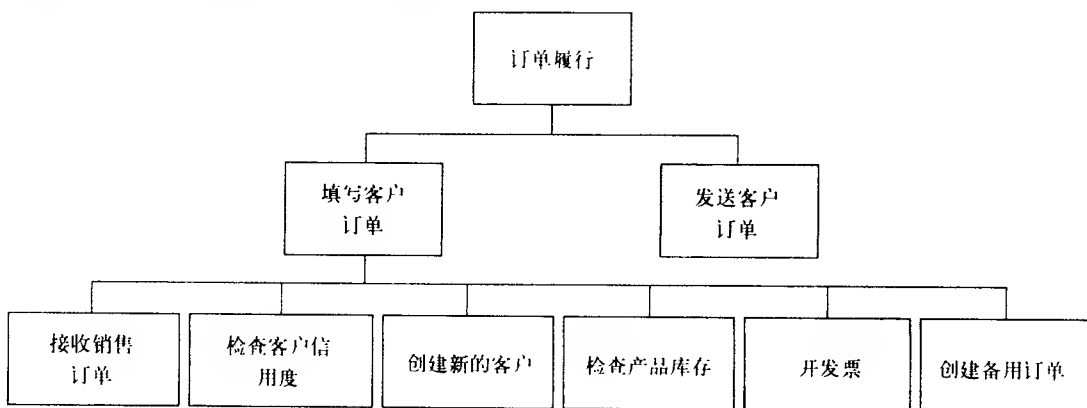 订单履行
填写客户
订单
发送客户
订单
接收销售
订单
检查客户信
用度
创建新的客户
检查产品库存
开发票
创建备用订单